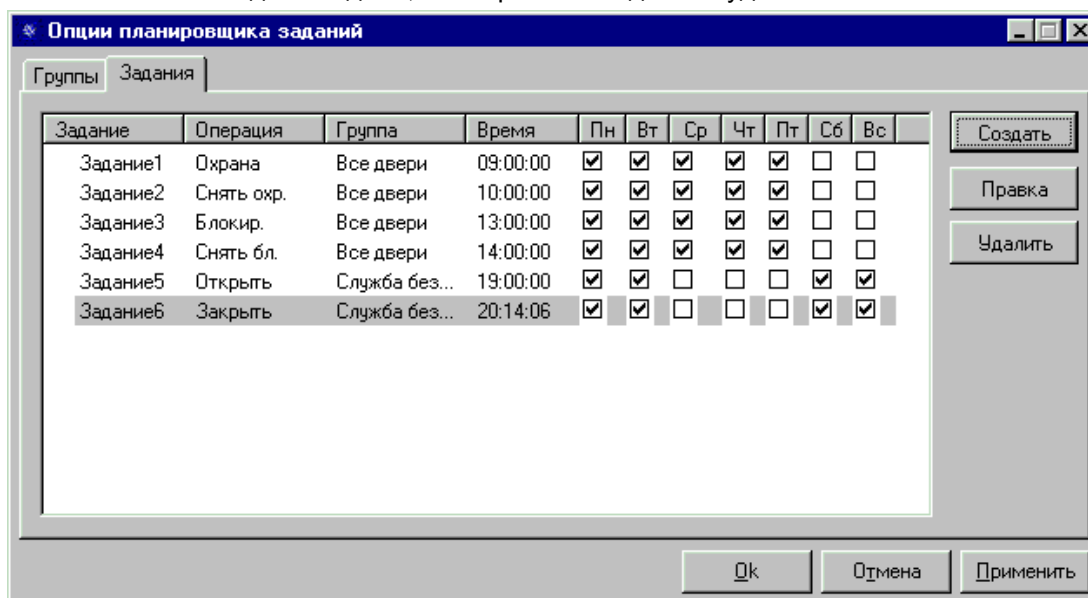 Опции планировщика заданий
Группы Задания
Задание Операция Группа Время Пн Вт Ср Чт Пт Сб Вс
Задание1 Охрана Все двери 09:00:00
Задание2 Снять охр. Все двери 10:00:00
Задание3 Блокир. Все двери 13:00:00
Задание4 Снять бл. Все двери 14:00:00
Задание5 Открыть Служба без... 19:00:00
Задание6 Закрыть Служба без... 20:14:06
Создать
Правка
Удалить
Ok Отмена Применить